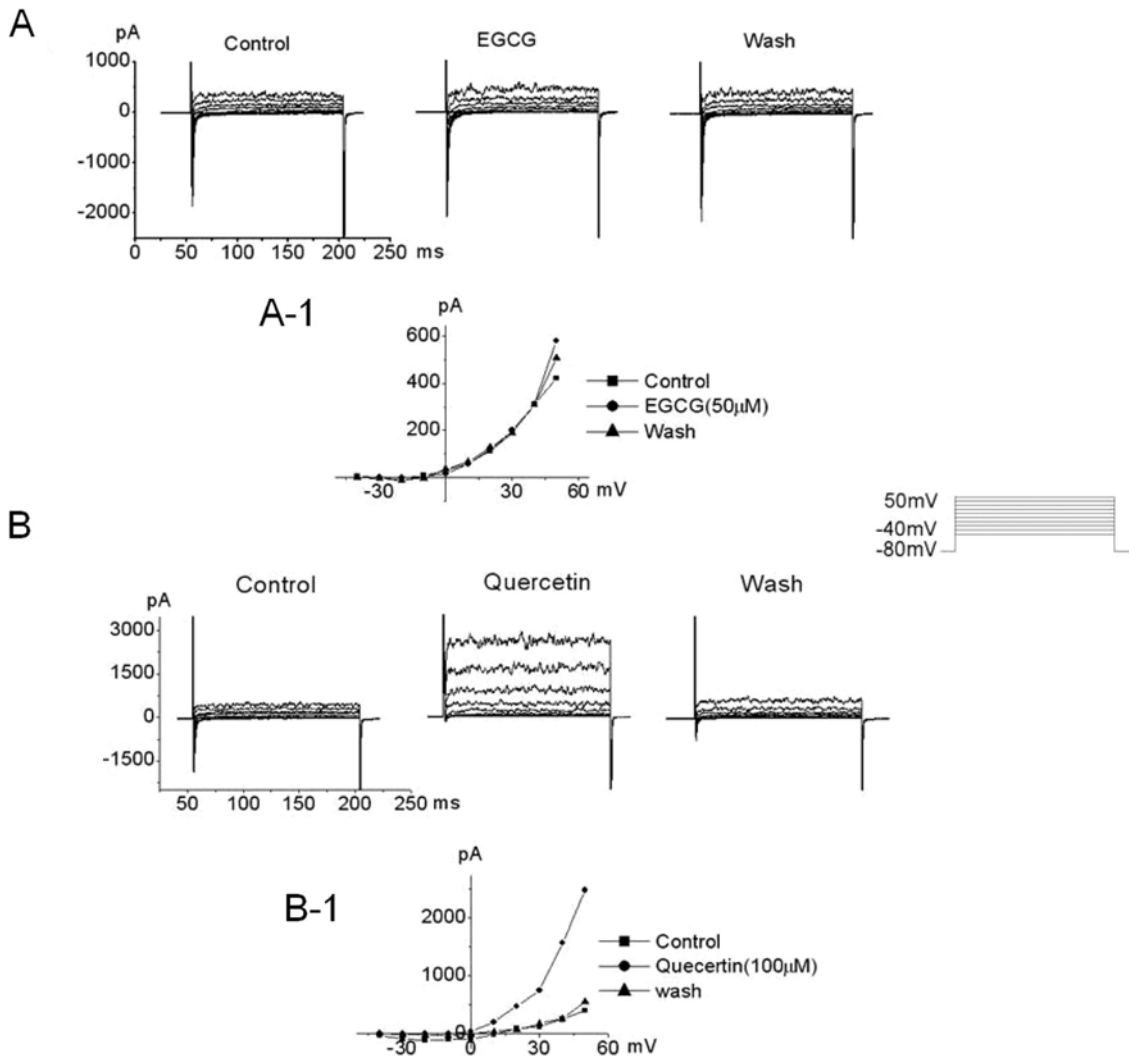 A
pA
Control
EGCG
Wash
1000
0
-1000
-2000
0 50 100 150 200 250 ms
A-1
pA
600
400
200
-30 30 60 mV
Control
EGCG(50μM)
Wash
50mV
-40mV
-80mV
B
pA
Control
Quercetin
Wash
3000
1500
0
-1500
50 100 150 200 250 ms
B-1
pA
2000
1000
0
-30 0 30 60 mV
Control
Quecertin(100μM)
wash